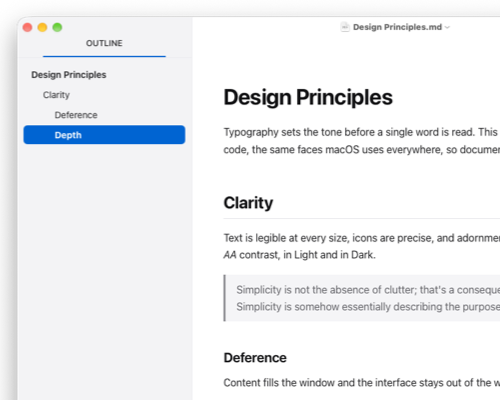 Design Principles.md
OUTLINE
Design Principles
Clarity
Deference
Depth
Design Principles
Typography sets the tone before a single word is read. This
code, the same faces macOS uses everywhere, so
Clarity
Text is legible at every size, icons are precise, and
AA contrast, in Light and in Dark.
Simplicity is not the absence of clutter; that's a
Simplicity is somehow essentially describing the purpose
Deference
Content fills the window and the interface stays out of the